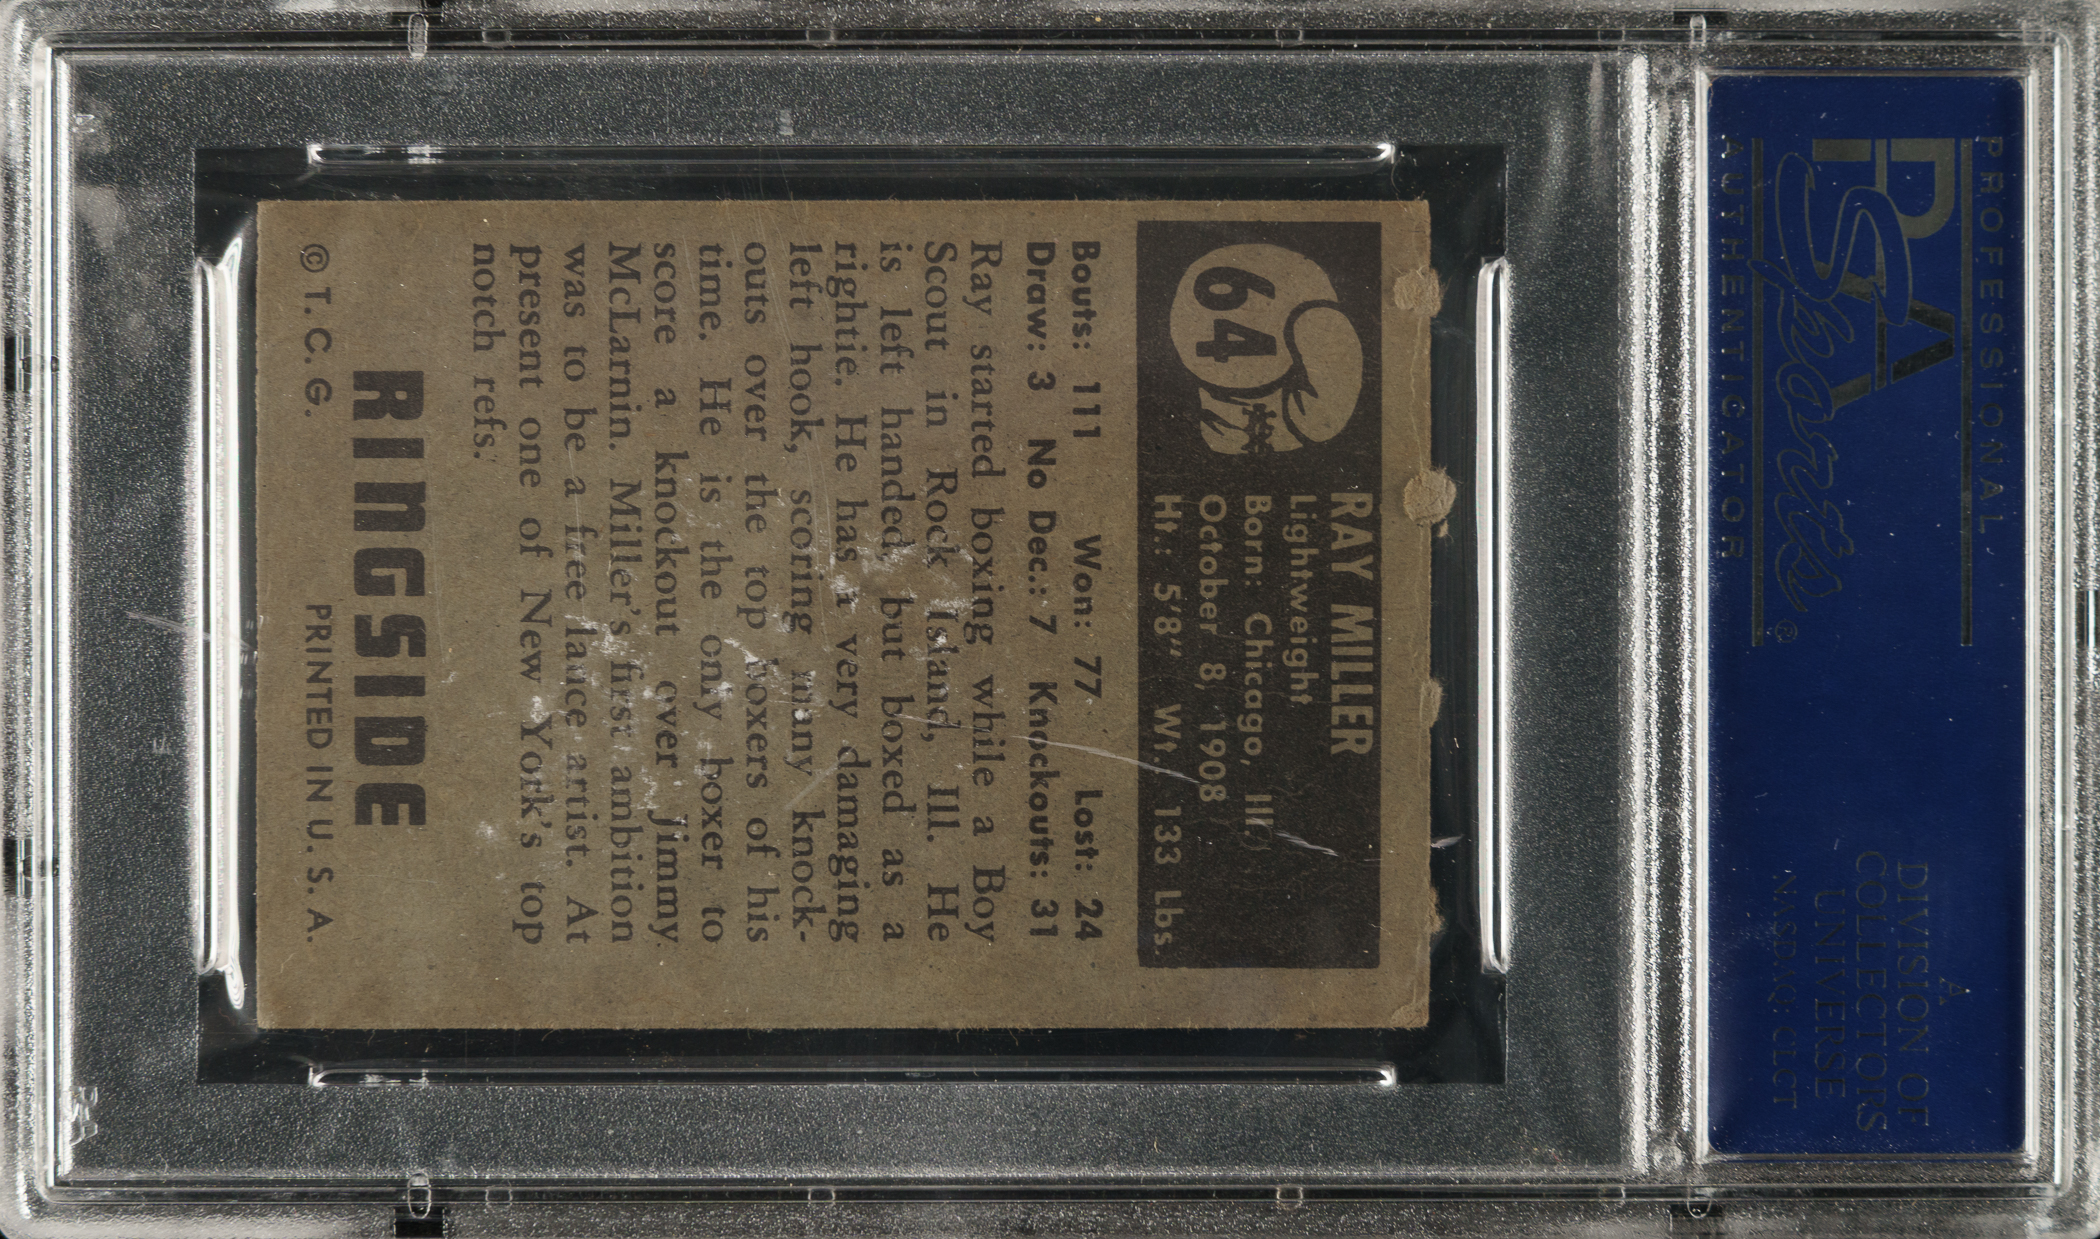 PROFESSIONAL
PSA
Sports ©
AUTHENTICATOR
A
DIVISION OF
COLLECTORS
UNIVERSE
NASDAQ: CLCT
64
RAY MILLER
Lightweight
Born: Chicago, Ill.
October 8, 1908
Ht.: 5'8" Wt. 133 Lbs.
Bouts: 111 Won: 77 Lost: 24
Draw: 3 No Dec.: 7 Knockouts: 31
Ray started boxing while a Boy
Scout in Rock Island, Ill. He
is left handed, but boxed as a
rightie. He has a very damaging
left hook, scoring many knock-
outs over the top boxers of his
time. He is the only boxer to
score a knockout over Jimmy
McLarnin. Miller's first ambition
was to be a free lance artist. At
present one of New York's top
notch refs.
RINGSIDE
© T. C. G. PRINTED IN U. S. A.